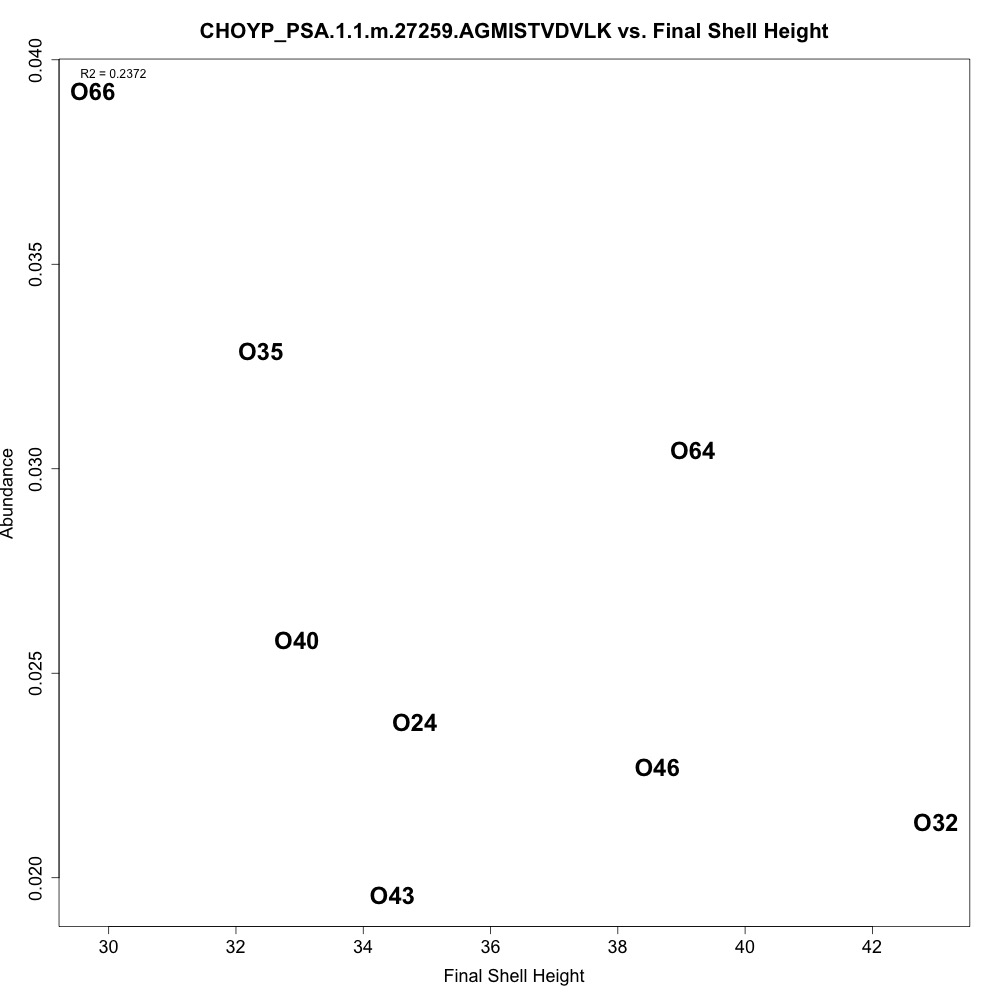 CHOYP_PSA.1.1.m.27259.AGMISTVDVLK vs. Final Shell Height
R2 = 0.2372
O66
O35
O64
O40
O24
O46
O32
O43
0.040
0.035
0.030
0.025
0.020
Abundance
30 32 34 36 38 40 42
Final Shell Height